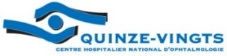 QUINZE-VINGTS
CENTRE HOSPITALIER NATIONAL D'OPHTALMOLOGIE